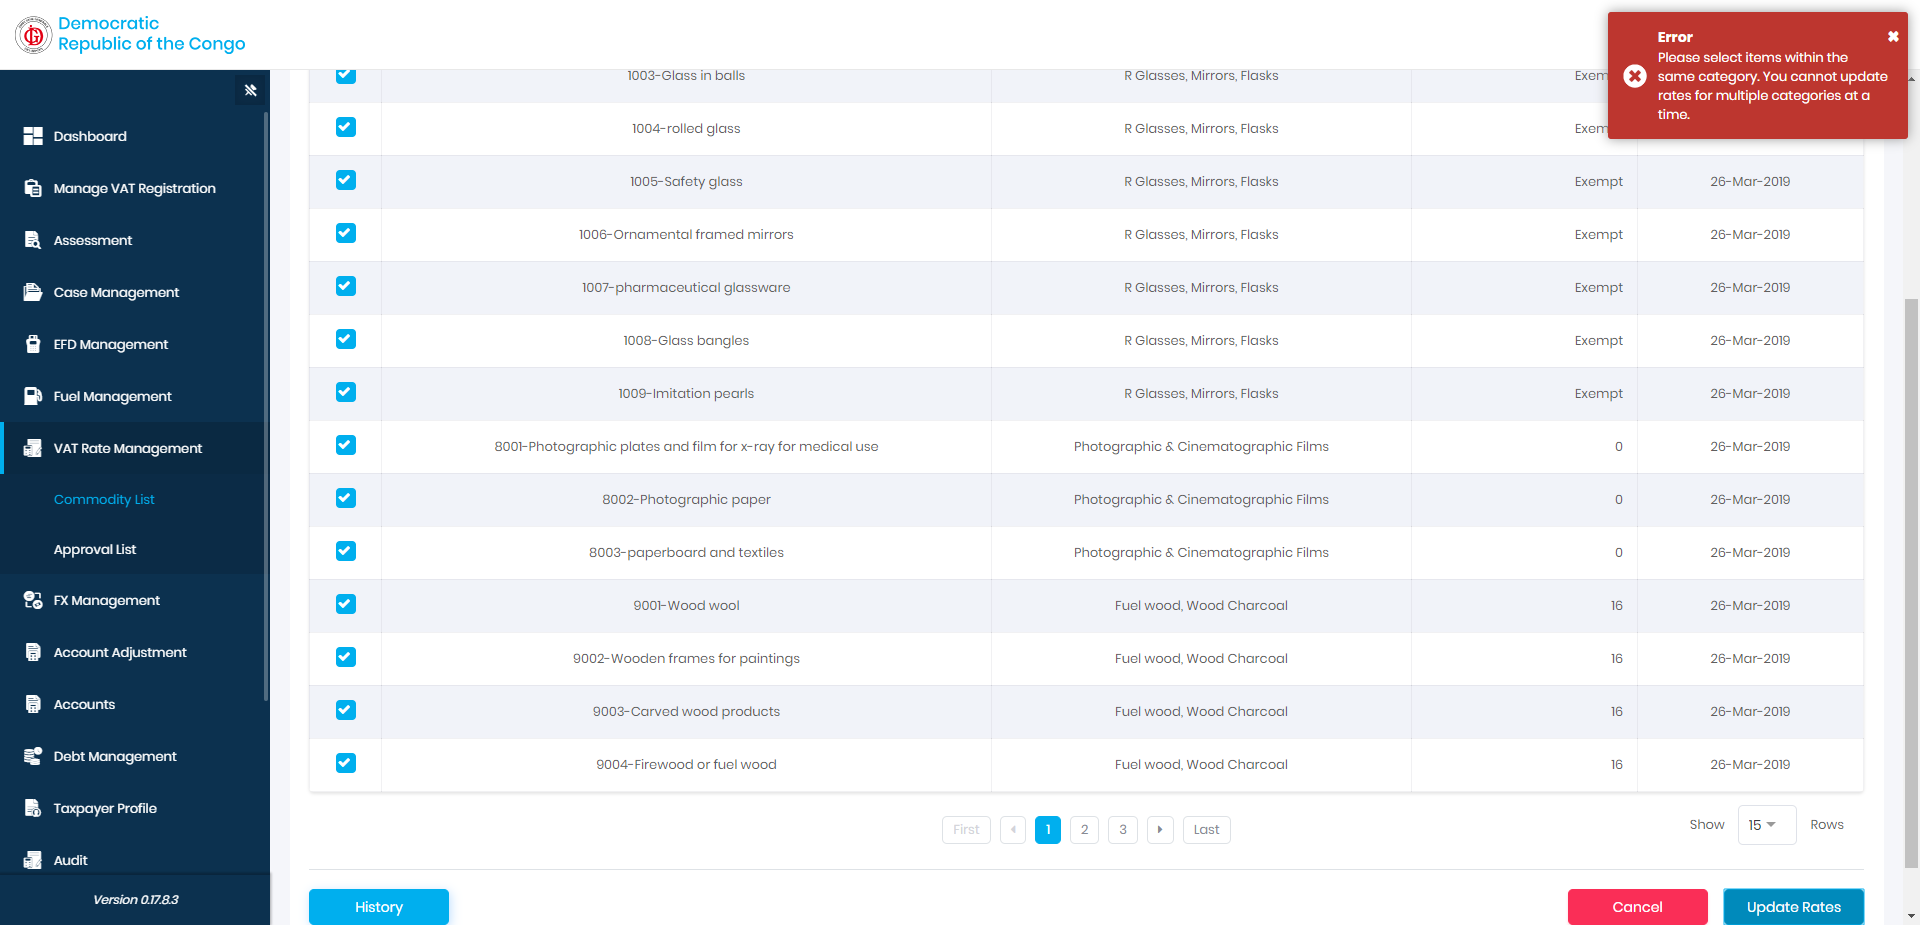 Democratic
Republic of the Congo
Error
Please select items within the
same category. You cannot update
rates for multiple categories at a
time.
Dashboard
Manage VAT Registration
Assessment
Case Management
EFD Management
Fuel Management
VAT Rate Management
Commodity List
Approval List
FX Management
Account Adjustment
Accounts
Debt Management
Taxpayer Profile
Audit
Version 0.17.8.3
1003-Glass in balls R Glasses, Mirrors, Flasks Exem
1004-rolled glass R Glasses, Mirrors, Flasks Exem
1005-Safety glass R Glasses, Mirrors, Flasks Exempt 26-Mar-2019
1006-Ornamental framed mirrors R Glasses, Mirrors, Flasks Exempt 26-Mar-2019
1007-pharmaceutical glassware R Glasses, Mirrors, Flasks Exempt 26-Mar-2019
1008-Glass bangles R Glasses, Mirrors, Flasks Exempt 26-Mar-2019
1009-Imitation pearls R Glasses, Mirrors, Flasks Exempt 26-Mar-2019
8001-Photographic plates and film for x-ray for medical use Photographic & Cinematographic Films 0 26-Mar-2019
8002-Photographic paper Photographic & Cinematographic Films 0 26-Mar-2019
8003-paperboard and textiles Photographic & Cinematographic Films 0 26-Mar-2019
9001-Wood wool Fuel wood, Wood Charcoal 16 26-Mar-2019
9002-Wooden frames for paintings Fuel wood, Wood Charcoal 16 26-Mar-2019
9003-Carved wood products Fuel wood, Wood Charcoal 16 26-Mar-2019
9004-Firewood or fuel wood Fuel wood, Wood Charcoal 16 26-Mar-2019
First 1 2 3 Last Show 15 Rows
History Cancel Update Rates